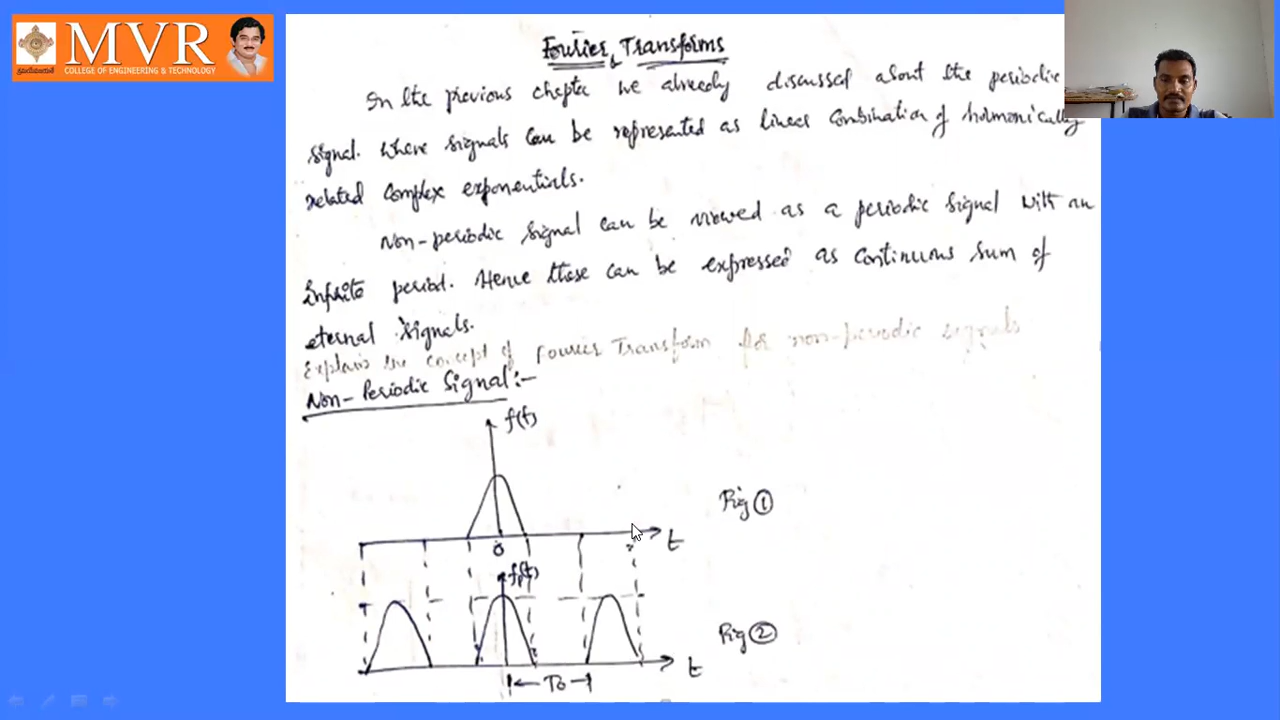 MVR
COLLEGE OF ENGINEERING & TECHNOLOGY
Fourier Transforms
In the previous chapter we already discussed about the periodic
signal. Where signals can be represented as linear combination of harmonically
related complex exponentials.
Non-periodic signal can be viewed as a periodic signal with an
infinite period. Hence these can be expressed as continuous sum of
eternal signals.
Explain the concept of Fourier Transform for non-periodic signals
Non-Periodic Signal:-
f(t)
Fig ①
0
t
fp(t)
Fig ②
t
T0